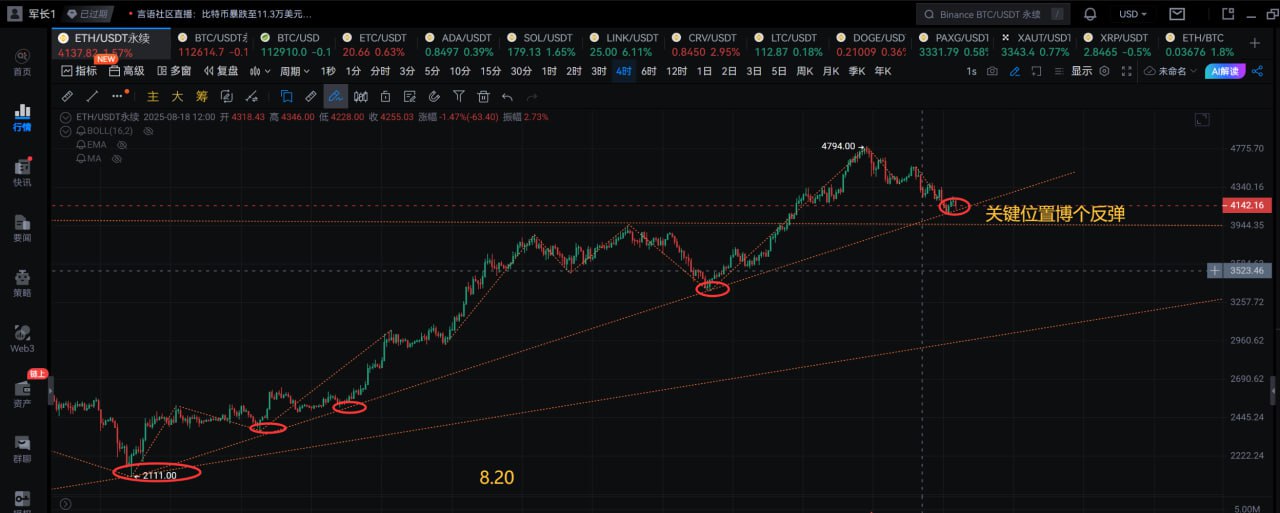 军长1 已过期 • 言语社区直播：比特币暴跌至11.3万美元...
Binance BTC/USDT 永续 / USD
ETH/USDT永续 BTC/USDT永 BTC/USD ETC/USDT ADA/USDT SOL/USDT LINK/USDT CRV/USDT LTC/USDT DOGE/USDT PAXG/USDT XAUT/USDT XRP/USDT ETH/BTC
4137.82 1.57% 112614.7 -0.1 112910.0 -0.1 20.66 0.63% 0.8497 0.39% 179.13 1.65% 25.00 6.11% 0.8450 2.95% 112.87 0.18% 0.21009 0.36% 3331.79 0.58% 3343.4 0.77% 2.8465 -0.5% 0.03676 1.8%
NEW
指标 高级 多窗 复盘 周期 1秒 1分 分时 3分 5分 10分 15分 30分 1时 2时 3时 4时 6时 12时 1日 2日 3日 5日 周K 月K 季K 年K 1s 显示 未命名 AI解读
主 大 筹
首页
行情
快讯
要闻
策略
Web3
链上
资产
群聊
ETH/USDT永续 2025-08-18 12:00 开 4318.43 高 4346.00 低 4228.00 收 4255.03 涨幅 -1.47%(-63.40) 振幅 2.73%
BOLL(16,2)
EMA
MA
4794.00
4775.70
4340.16
4142.16
关键位置博个反弹
3944.35
3523.46
3257.72
2960.62
2690.62
2445.24
2222.24
2111.00
8.20
5.00M